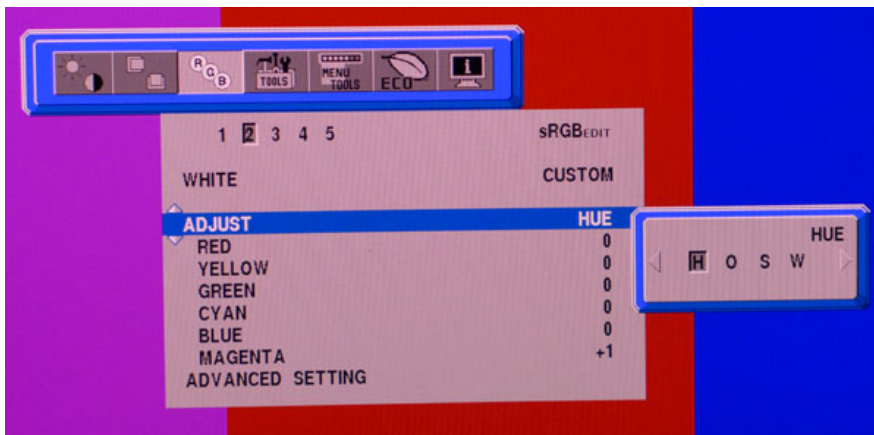 R G B TOOLS MENU TOOLS ECO i
1 2 3 4 5 sRGBEDIT
WHITE CUSTOM
ADJUST HUE
RED 0
YELLOW 0
GREEN 0
CYAN 0
BLUE 0
MAGENTA +1
ADVANCED SETTING
HUE
H O S W